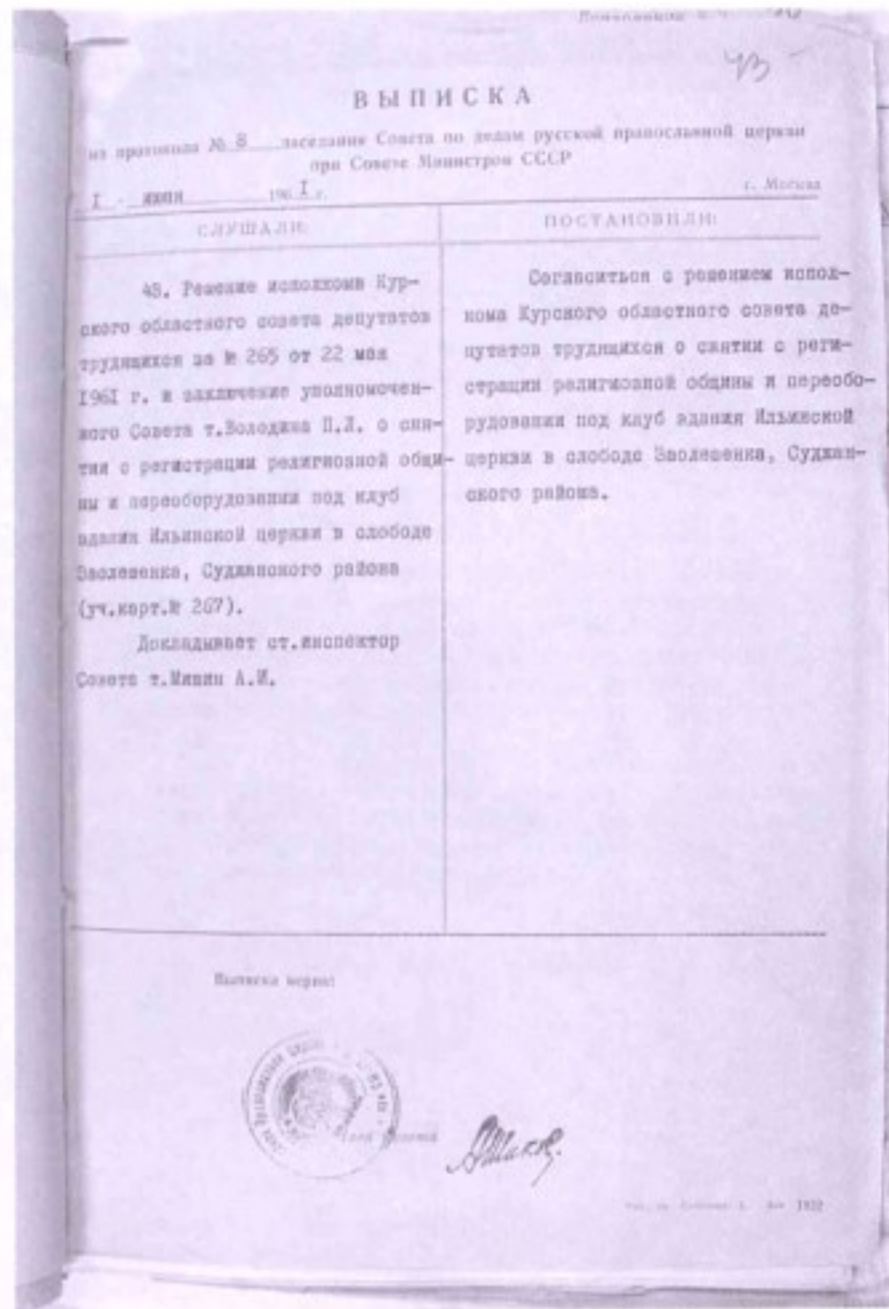 ВЫПИСКА
из протокола № 8 заседания Совета по делам русской православной церкви
при Совете Министров СССР
I - июня 196 I г. г. Москва
СЛУШАЛИ:
48. Решение исполкома Кур-
ского областного совета депутатов
трудящихся за № 265 от 22 мая
I96I г. и заключение уполномочен-
ного Совета т.Володина П.Л. о сня-
тии с регистрации религиозной общи-
ны и переоборудовании под клуб
здания Ильинской церкви в слободе
Заолешенка, Суджанского района
(уч.карт.№ 267).
Докладывает ст.инспектор
Совета т.Минин А.И.
ПОСТАНОВИЛИ:
Согласиться с решением испол-
кома Курского областного совета де-
путатов трудящихся о снятии с реги-
страции религиозной общины и переобо-
рудовании под клуб здания Ильинской
церкви в слободе Заолешенка, Суджан-
ского района.
Выписка верна: